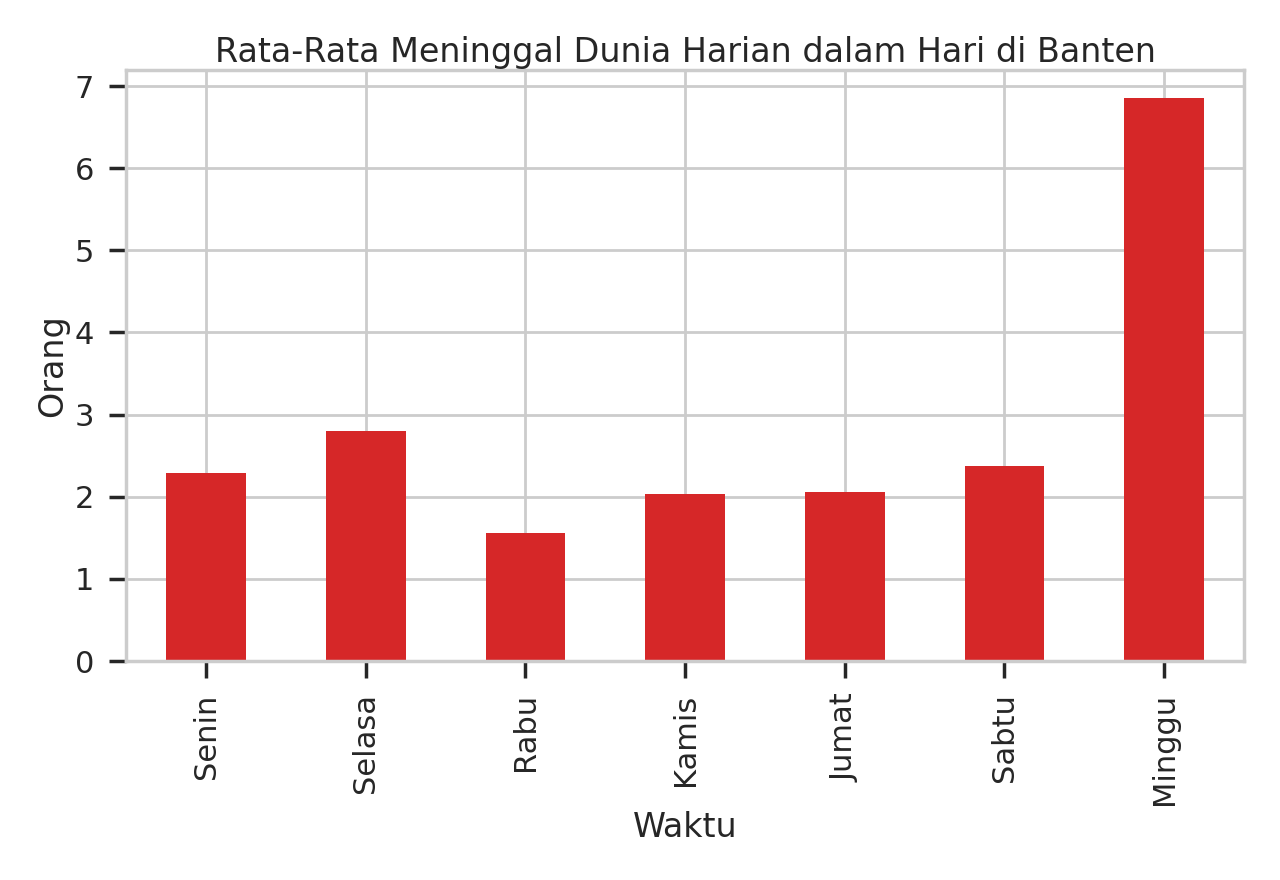 Rata-Rata Meninggal Dunia Harian dalam Hari di Banten
7
6
5
4
3
2
1
0
Orang
Senin
Selasa
Rabu
Kamis
Jumat
Sabtu
Minggu
Waktu